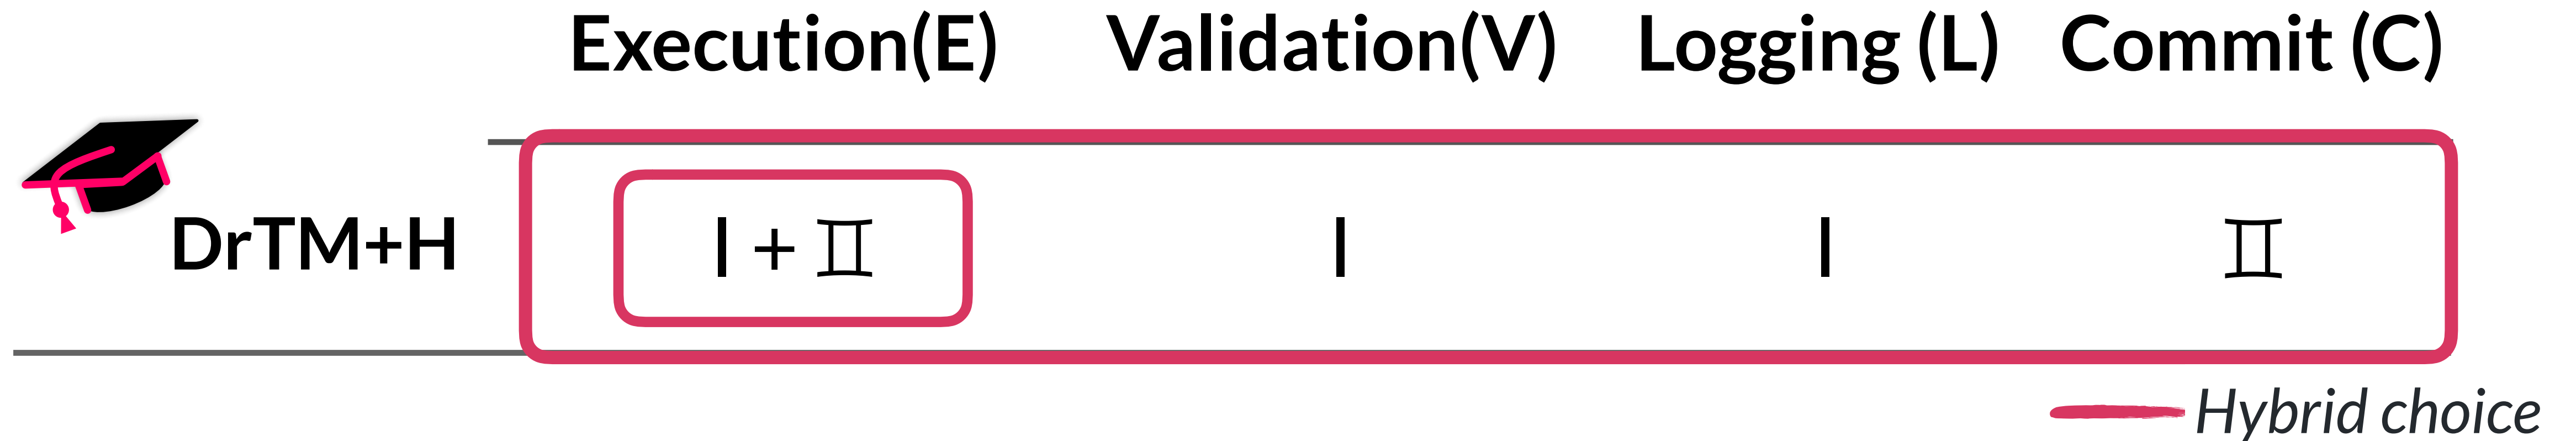 Execution(E) Validation(V) Logging (L) Commit (C)
DrTM+H I + II I I II
Hybrid choice